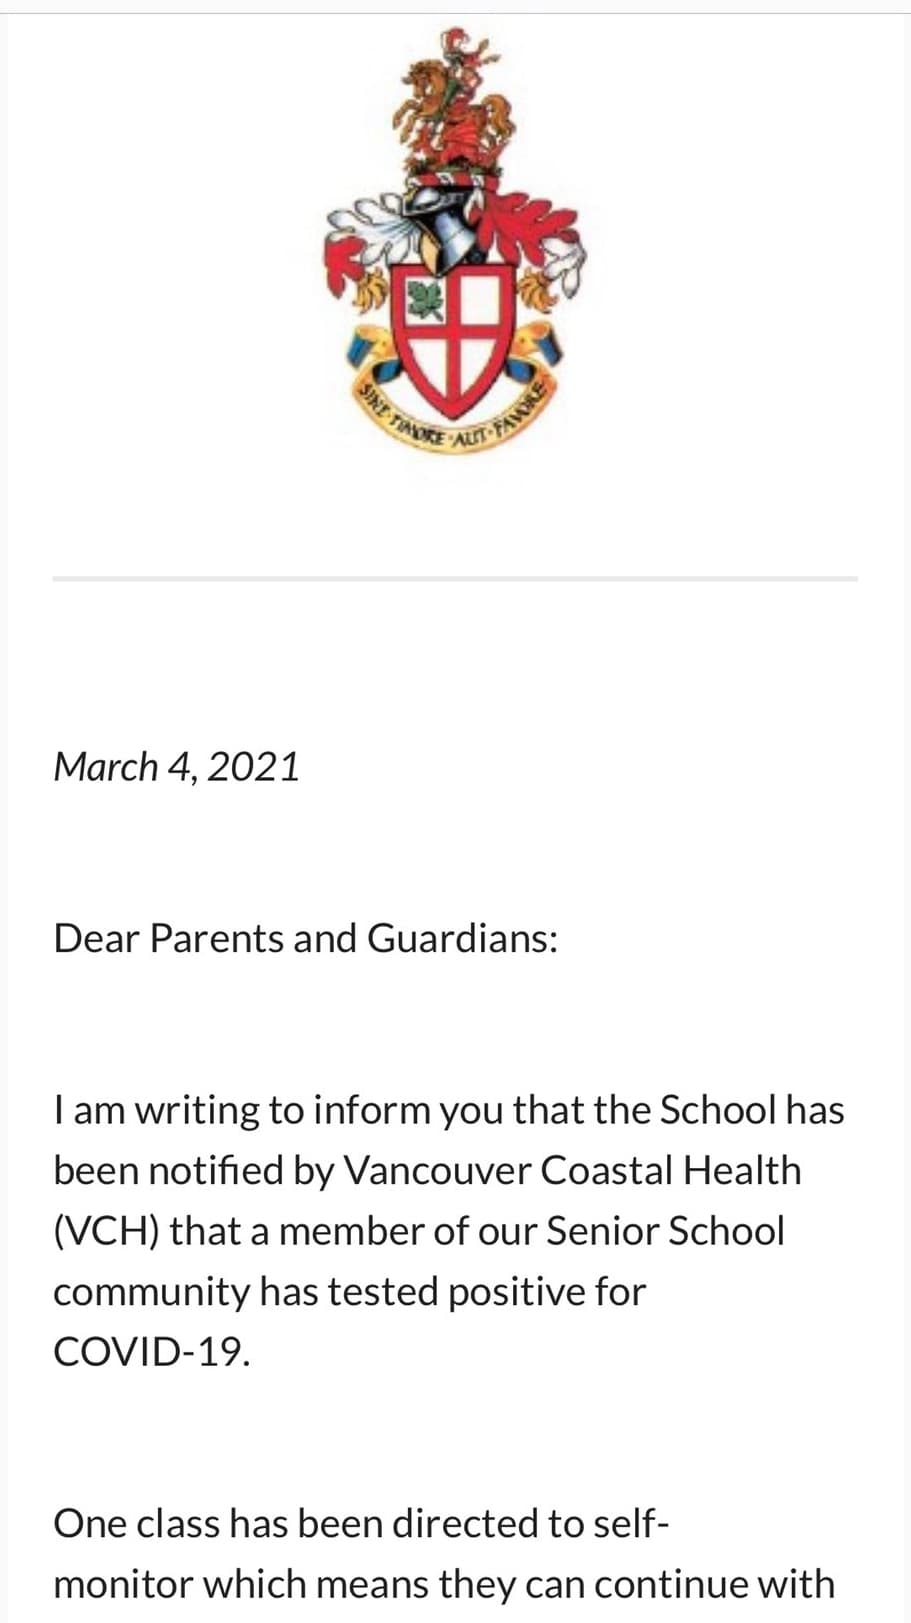 SINE·TIMORE·AUT·FAVORE
March 4, 2021
Dear Parents and Guardians:
I am writing to inform you that the School has
been notified by Vancouver Coastal Health
(VCH) that a member of our Senior School
community has tested positive for
COVID-19.
One class has been directed to self-
monitor which means they can continue with